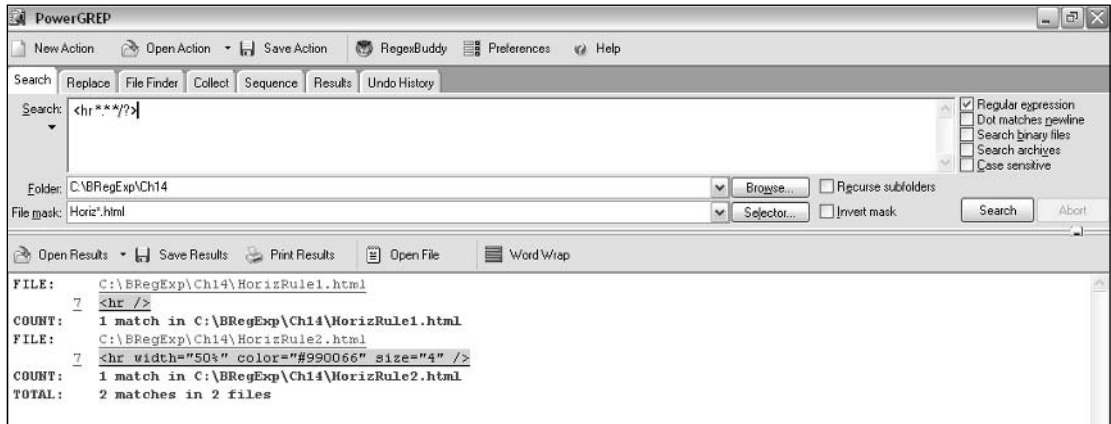 PowerGREP
New Action Open Action Save Action RegexBuddy Preferences Help
Search Replace File Finder Collect Sequence Results Undo History
Search: <hr*.**/?> Regular expression
Dot matches newline
Search binary files
Search archives
Case sensitive
Folder: C:\BRegExp\Ch14 Browse... Recurse subfolders
File mask: Horiz*.html Selector... Invert mask Search Abort
Open Results Save Results Print Results Open File Word Wrap
FILE: C:\BRegExp\Ch14\HorizRule1.html
7 <hr />
COUNT: 1 match in C:\BRegExp\Ch14\HorizRule1.html
FILE: C:\BRegExp\Ch14\HorizRule2.html
7 <hr width="50%" color="#990066" size="4" />
COUNT: 1 match in C:\BRegExp\Ch14\HorizRule2.html
TOTAL: 2 matches in 2 files